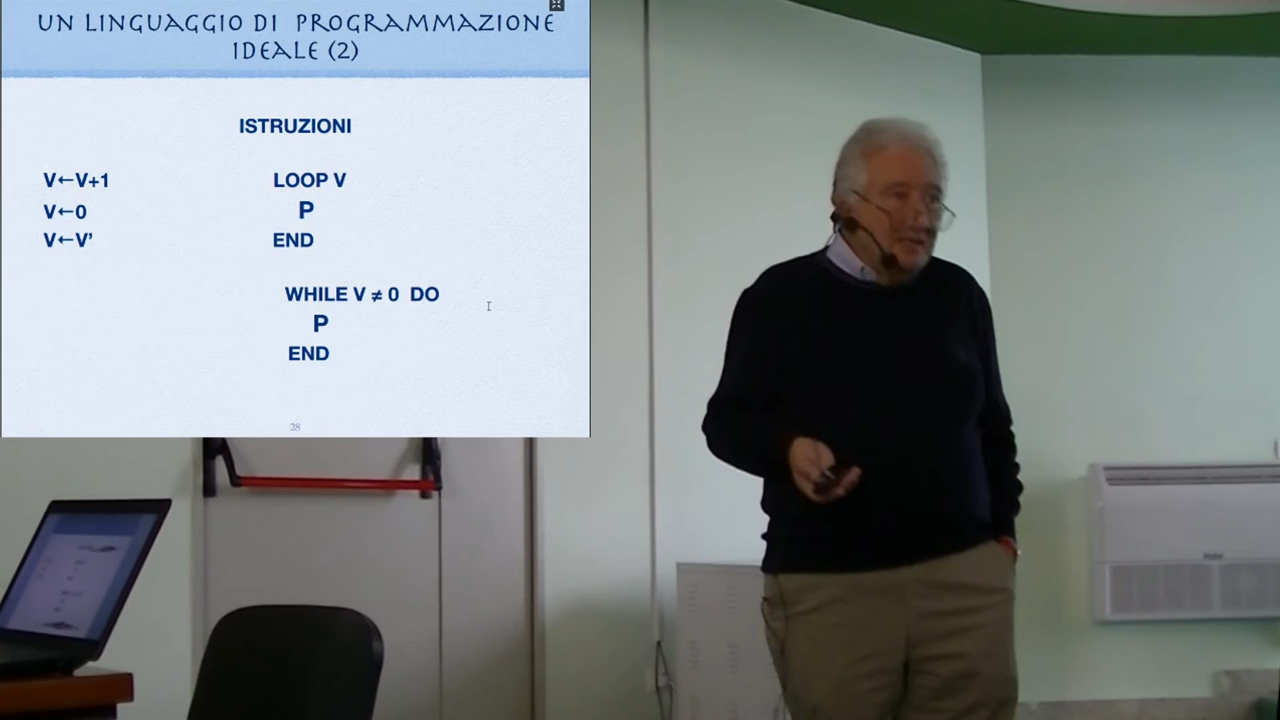 UN LINGUAGGIO DI PROGRAMMAZIONE
IDEALE (2)
ISTRUZIONI
V←V+1
V←0
V←V’
LOOP V
P
END
WHILE V ≠ 0 DO
P
END
28